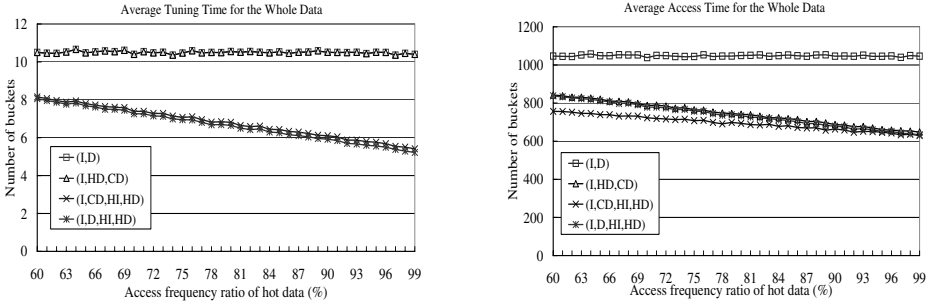 Average Tuning Time for the Whole Data
12
10
8
6
4
2
0
Number of buckets
(I,D)
(I,HD,CD)
(I,CD,HI,HD)
(I,D,HI,HD)
60 63 66 69 72 75 78 81 84 87 90 93 96 99
Access frequency ratio of hot data (%)
Average Access Time for the Whole Data
1200
1000
800
600
400
200
0
Number of buckets
(I,D)
(I,HD,CD)
(I,CD,HI,HD)
(I,D,HI,HD)
60 63 66 69 72 75 78 81 84 87 90 93 96 99
Access frequency ratio of hot data (%)